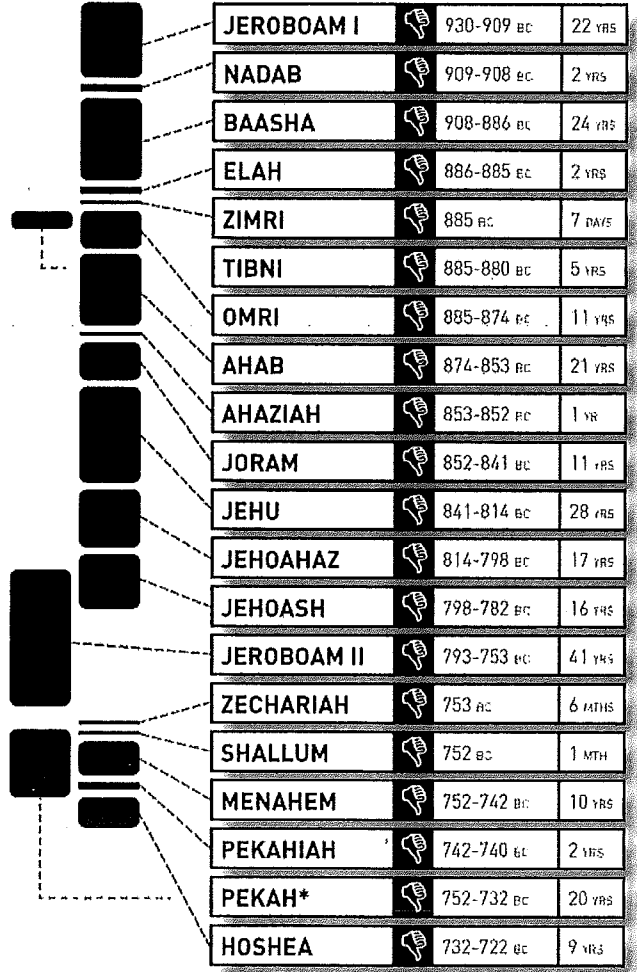 JEROBOAM I 930-909 BC 22 YRS
NADAB 909-908 BC 2 YRS
BAASHA 908-886 BC 24 YRS
ELAH 886-885 BC 2 YRS
ZIMRI 885 BC 7 DAYS
TIBNI 885-880 BC 5 YRS
OMRI 885-874 BC 11 YRS
AHAB 874-853 BC 21 YRS
AHAZIAH 853-852 BC 1 YR
JORAM 852-841 BC 11 YRS
JEHU 841-814 BC 28 YRS
JEHOAHAZ 814-798 BC 17 YRS
JEHOASH 798-782 BC 16 YRS
JEROBOAM II 793-753 BC 41 YRS
ZECHARIAH 753 BC 6 MTHS
SHALLUM 752 BC 1 MTH
MENAHEM 752-742 BC 10 YRS
PEKAHIAH 742-740 BC 2 YRS
PEKAH* 752-732 BC 20 YRS
HOSHEA 732-722 BC 9 YRS